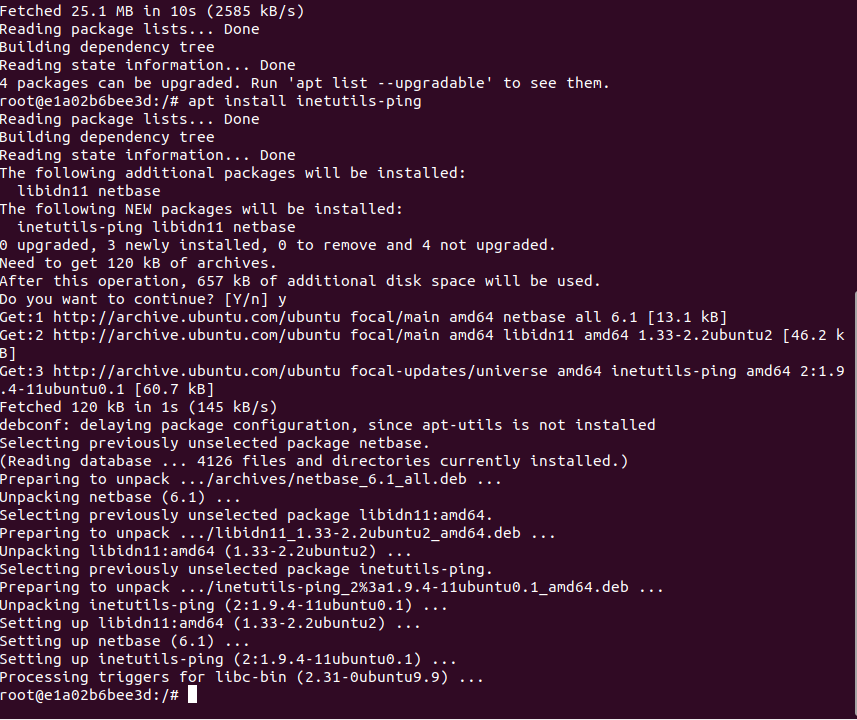 Fetched 25.1 MB in 10s (2585 kB/s)
Reading package lists... Done
Building dependency tree
Reading state information... Done
4 packages can be upgraded. Run 'apt list --upgradable' to see them.
root@e1a02b6bee3d:/# apt install inetutils-ping
Reading package lists... Done
Building dependency tree
Reading state information... Done
The following additional packages will be installed:
  libidn11 netbase
The following NEW packages will be installed:
  inetutils-ping libidn11 netbase
0 upgraded, 3 newly installed, 0 to remove and 4 not upgraded.
Need to get 120 kB of archives.
After this operation, 657 kB of additional disk space will be used.
Do you want to continue? [Y/n] y
Get:1 http://archive.ubuntu.com/ubuntu focal/main amd64 netbase all 6.1 [13.1 kB]
Get:2 http://archive.ubuntu.com/ubuntu focal/main amd64 libidn11 amd64 1.33-2.2ubuntu2 [46.2 k
B]
Get:3 http://archive.ubuntu.com/ubuntu focal-updates/universe amd64 inetutils-ping amd64 2:1.9
.4-11ubuntu0.1 [60.7 kB]
Fetched 120 kB in 1s (145 kB/s)
debconf: delaying package configuration, since apt-utils is not installed
Selecting previously unselected package netbase.
(Reading database ... 4126 files and directories currently installed.)
Preparing to unpack .../archives/netbase_6.1_all.deb ...
Unpacking netbase (6.1) ...
Selecting previously unselected package libidn11:amd64.
Preparing to unpack .../libidn11_1.33-2.2ubuntu2_amd64.deb ...
Unpacking libidn11:amd64 (1.33-2.2ubuntu2) ...
Selecting previously unselected package inetutils-ping.
Preparing to unpack .../inetutils-ping_2%3a1.9.4-11ubuntu0.1_amd64.deb ...
Unpacking inetutils-ping (2:1.9.4-11ubuntu0.1) ...
Setting up libidn11:amd64 (1.33-2.2ubuntu2) ...
Setting up netbase (6.1) ...
Setting up inetutils-ping (2:1.9.4-11ubuntu0.1) ...
Processing triggers for libc-bin (2.31-0ubuntu9.9) ...
root@e1a02b6bee3d:/#